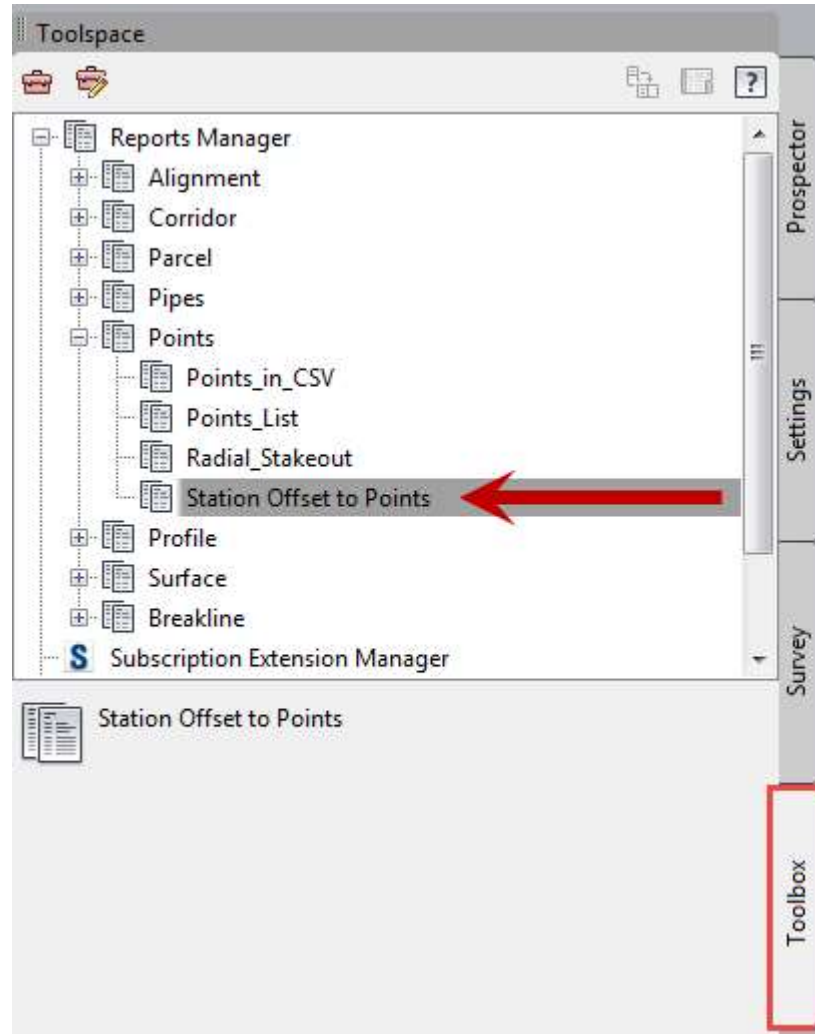 Toolspace
?
Reports Manager
Alignment
Corridor
Parcel
Pipes
Points
Points_in_CSV
Points_List
Radial_Stakeout
Station Offset to Points
Profile
Surface
Breakline
S Subscription Extension Manager
Station Offset to Points
Prospector
Settings
Survey
Toolbox